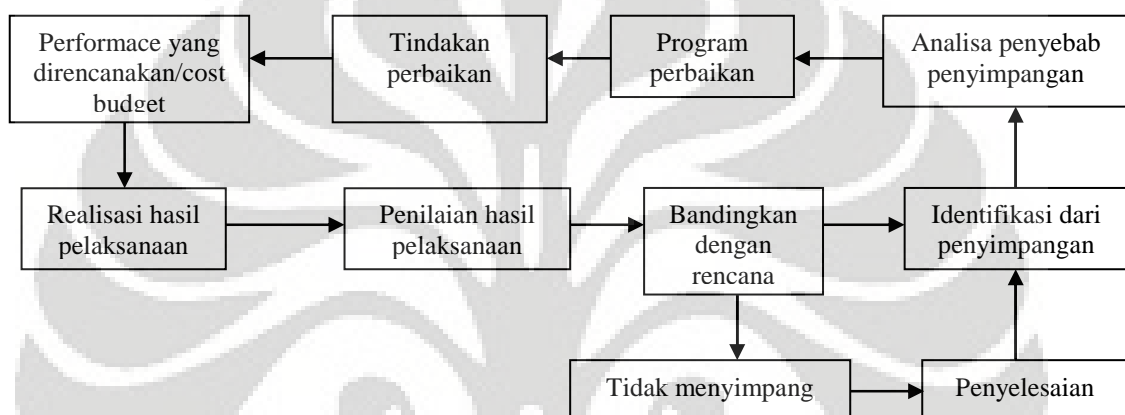 Performace yang
direncanakan/cost
budget
Tindakan
perbaikan
Program
perbaikan
Analisa penyebab
penyimpangan
Realisasi hasil
pelaksanaan
Penilaian hasil
pelaksanaan
Bandingkan
dengan
rencana
Identifikasi dari
penyimpangan
Tidak menyimpang
Penyelesaian